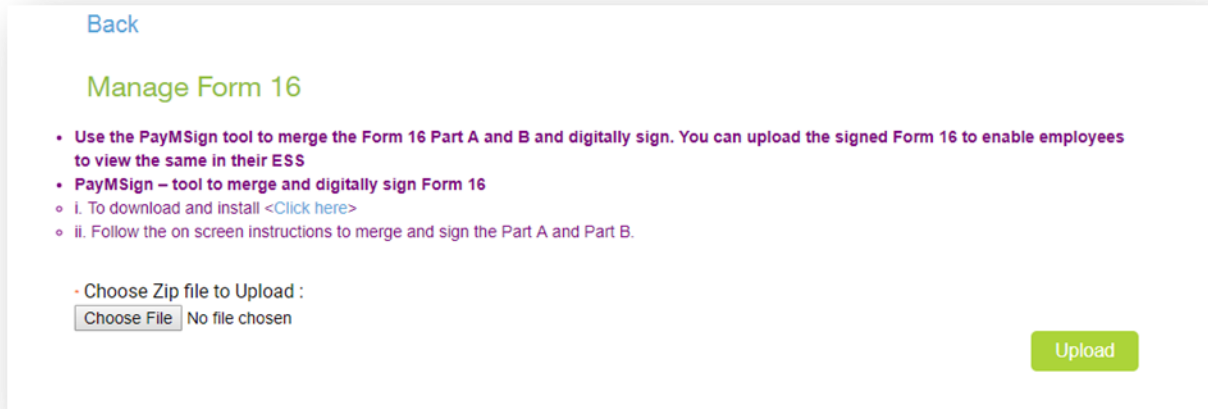 Back
Manage Form 16
• Use the PayMSign tool to merge the Form 16 Part A and B and digitally sign. You can upload the signed Form 16 to enable employees
to view the same in their ESS
• PayMSign – tool to merge and digitally sign Form 16
i. To download and install <Click here>
ii. Follow the on screen instructions to merge and sign the Part A and Part B.
Choose Zip file to Upload :
Choose File No file chosen
Upload